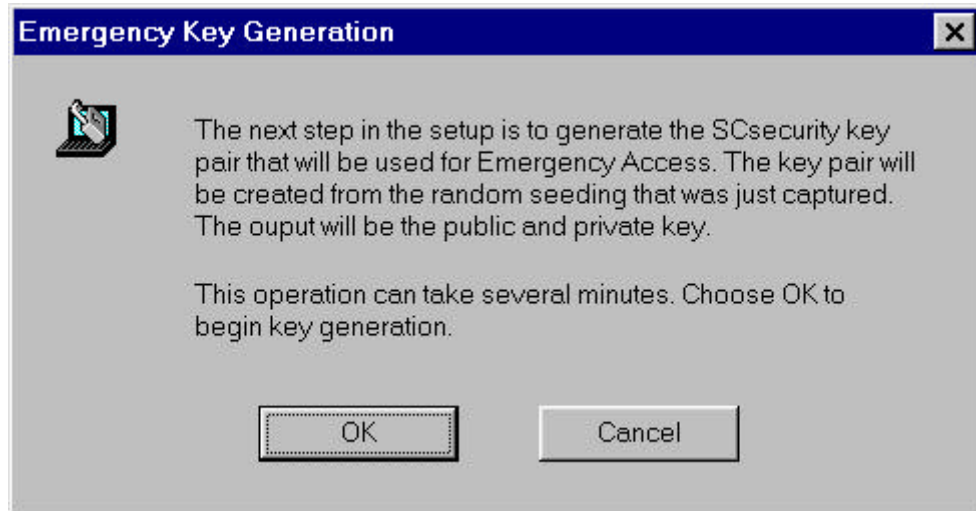 Emergency Key Generation
The next step in the setup is to generate the SCsecurity key
pair that will be used for Emergency Access. The key pair will
be created from the random seeding that was just captured.
The ouput will be the public and private key.
This operation can take several minutes. Choose OK to
begin key generation.
OK
Cancel